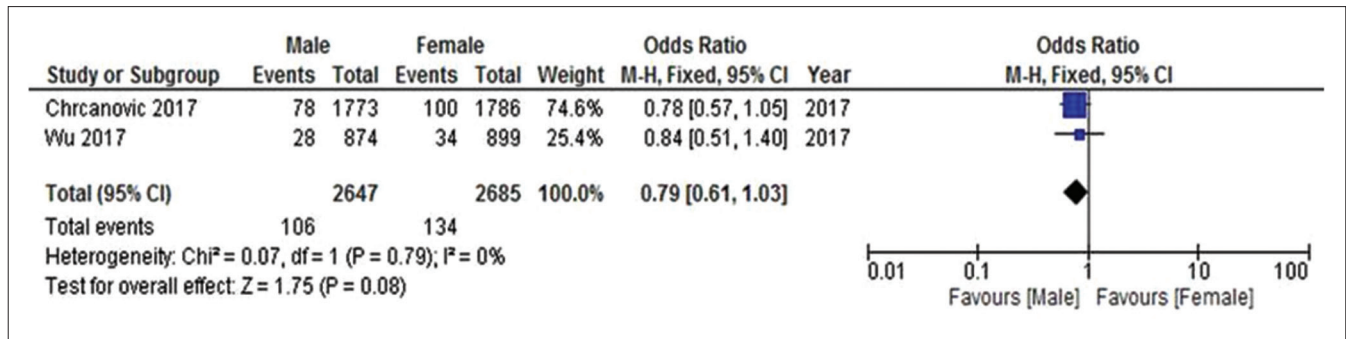 Male Female Odds Ratio Odds Ratio
Study or Subgroup Events Total Events Total Weight M-H, Fixed, 95% CI Year M-H, Fixed, 95% CI
Chrcanovic 2017 78 1773 100 1786 74.6% 0.78 [0.57, 1.05] 2017
Wu 2017 28 874 34 899 25.4% 0.84 [0.51, 1.40] 2017
Total (95% CI) 2647 2685 100.0% 0.79 [0.61, 1.03]
Total events 106 134
Heterogeneity: Chi² = 0.07, df = 1 (P = 0.79); I² = 0%
Test for overall effect: Z = 1.75 (P = 0.08)
0.01 0.1 1 10 100
Favours [Male] Favours [Female]